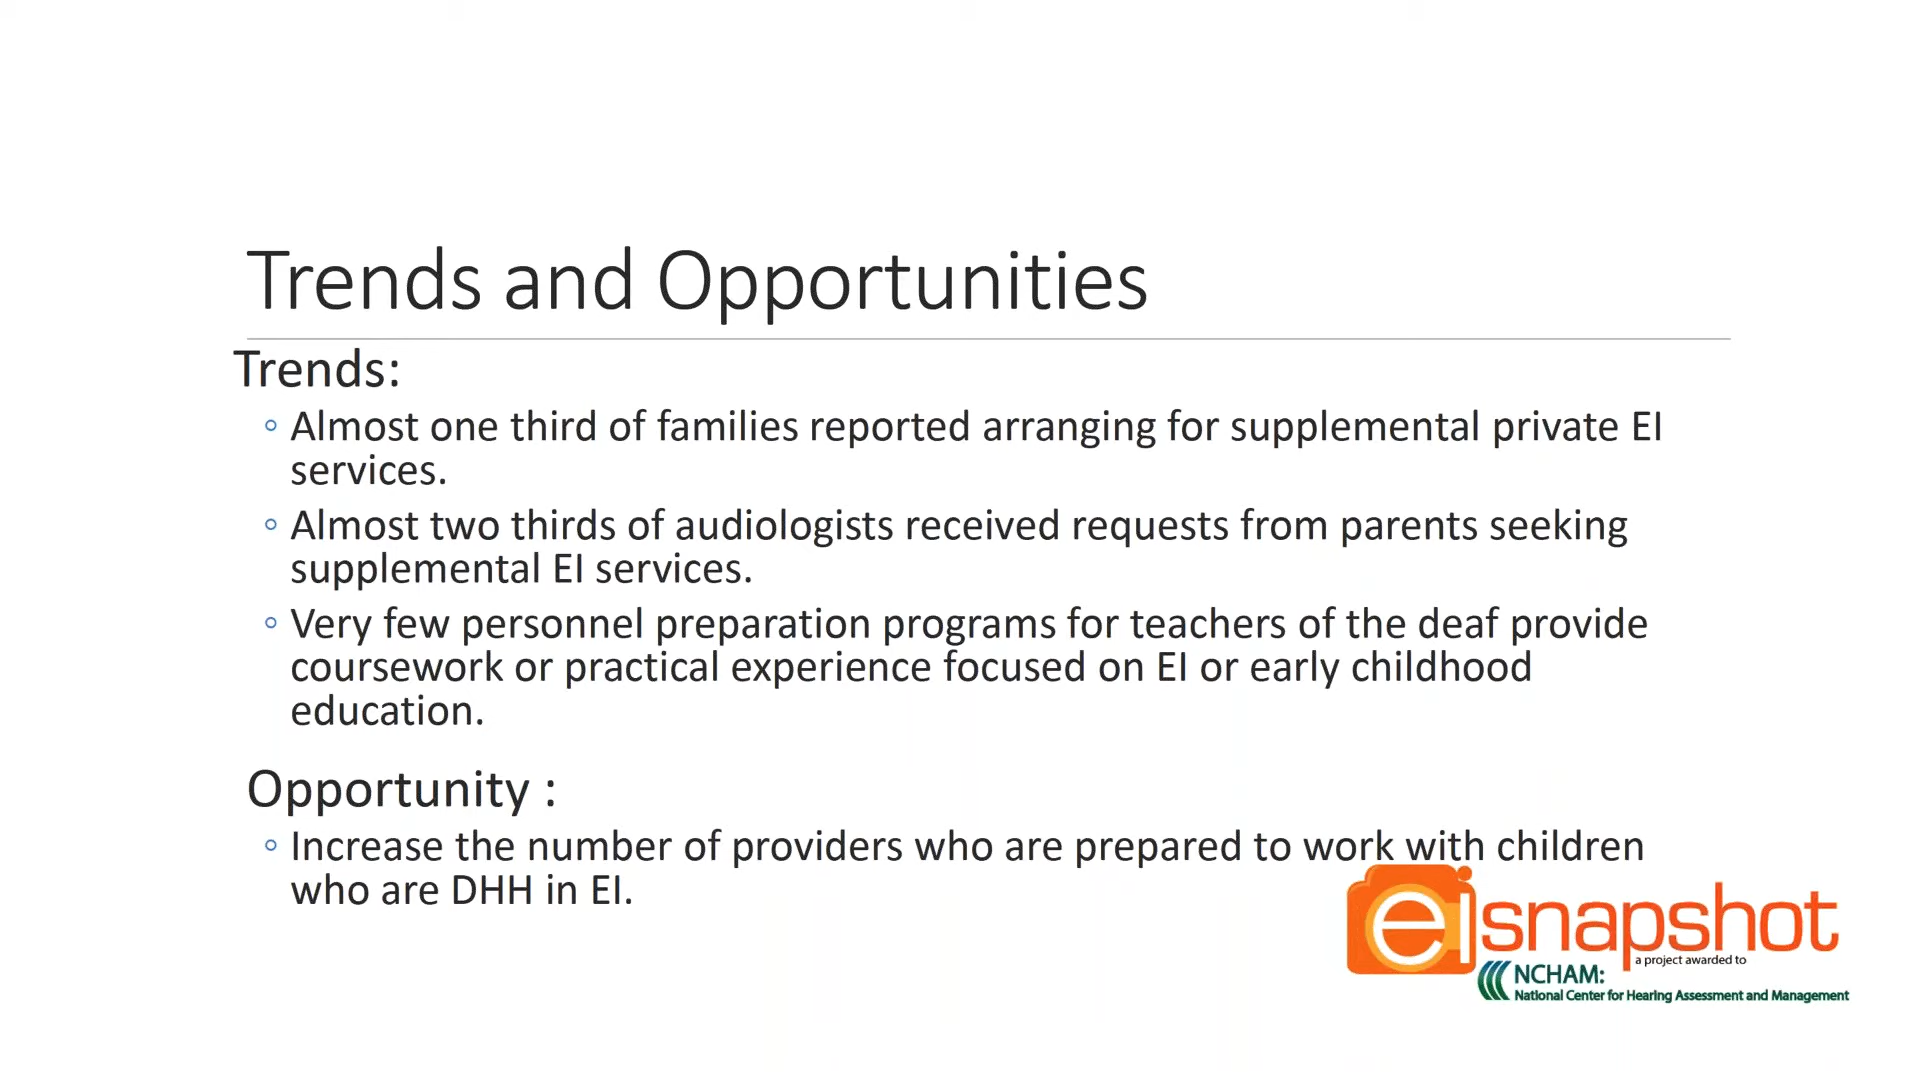 Trends and Opportunities
Trends:
◦ Almost one third of families reported arranging for supplemental private EI
services.
◦ Almost two thirds of audiologists received requests from parents seeking
supplemental EI services.
◦ Very few personnel preparation programs for teachers of the deaf provide
coursework or practical experience focused on EI or early childhood
education.
Opportunity :
◦ Increase the number of providers who are prepared to work with children
who are DHH in EI.
eisnapshot
a project awarded to
NCHAM:
National Center for Hearing Assessment and Management